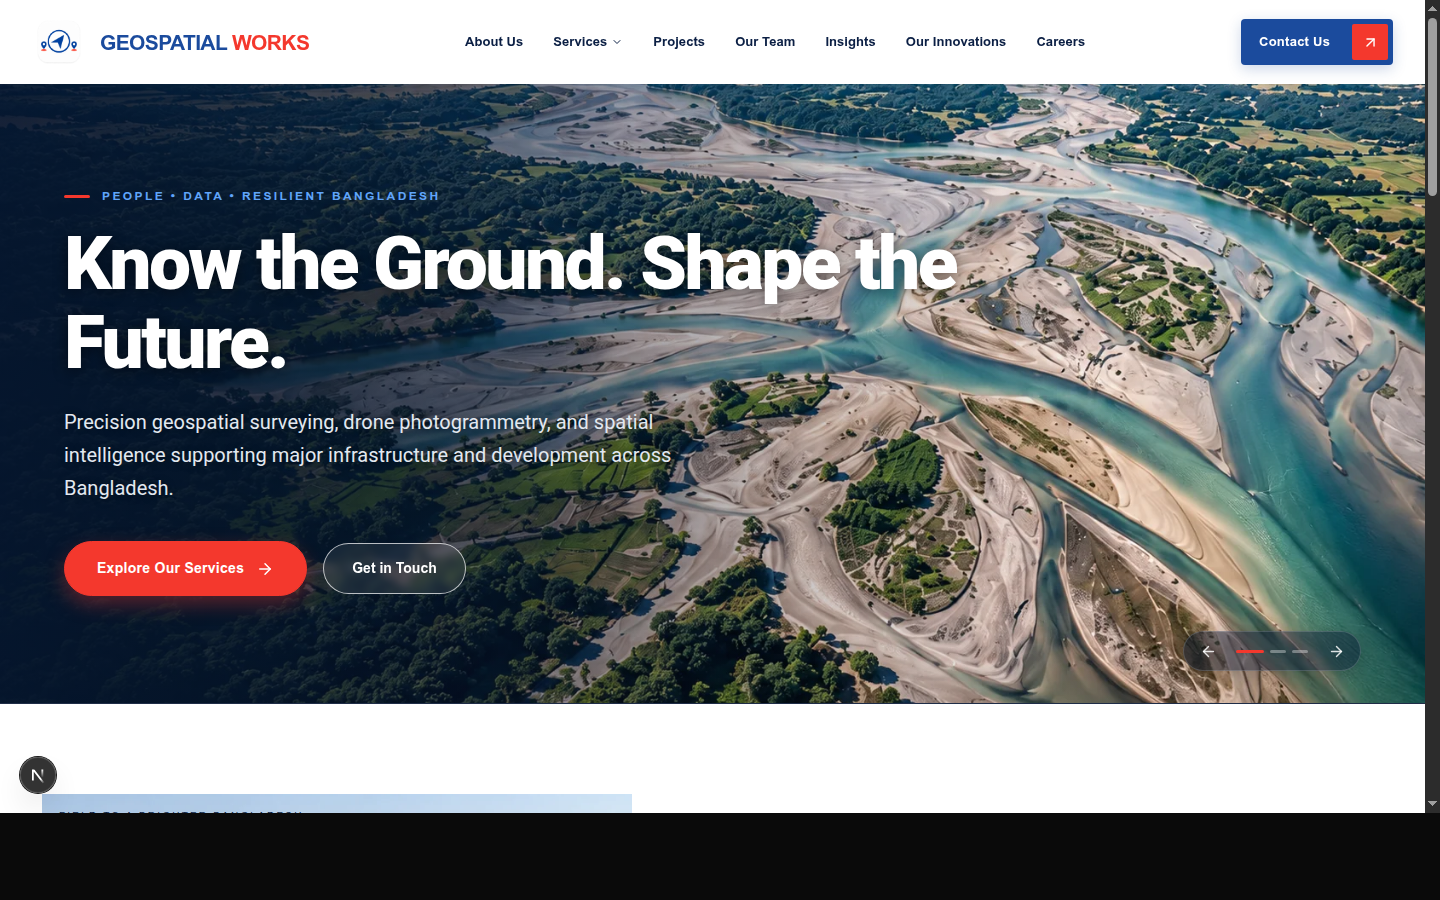 GEOSPATIAL WORKS
About Us
Services
Projects
Our Team
Insights
Our Innovations
Careers
Contact Us
PEOPLE • DATA • RESILIENT BANGLADESH
Know the Ground. Shape the
Future.
Precision geospatial surveying, drone photogrammetry, and spatial
intelligence supporting major infrastructure and development across
Bangladesh.
Explore Our Services
Get in Touch
N